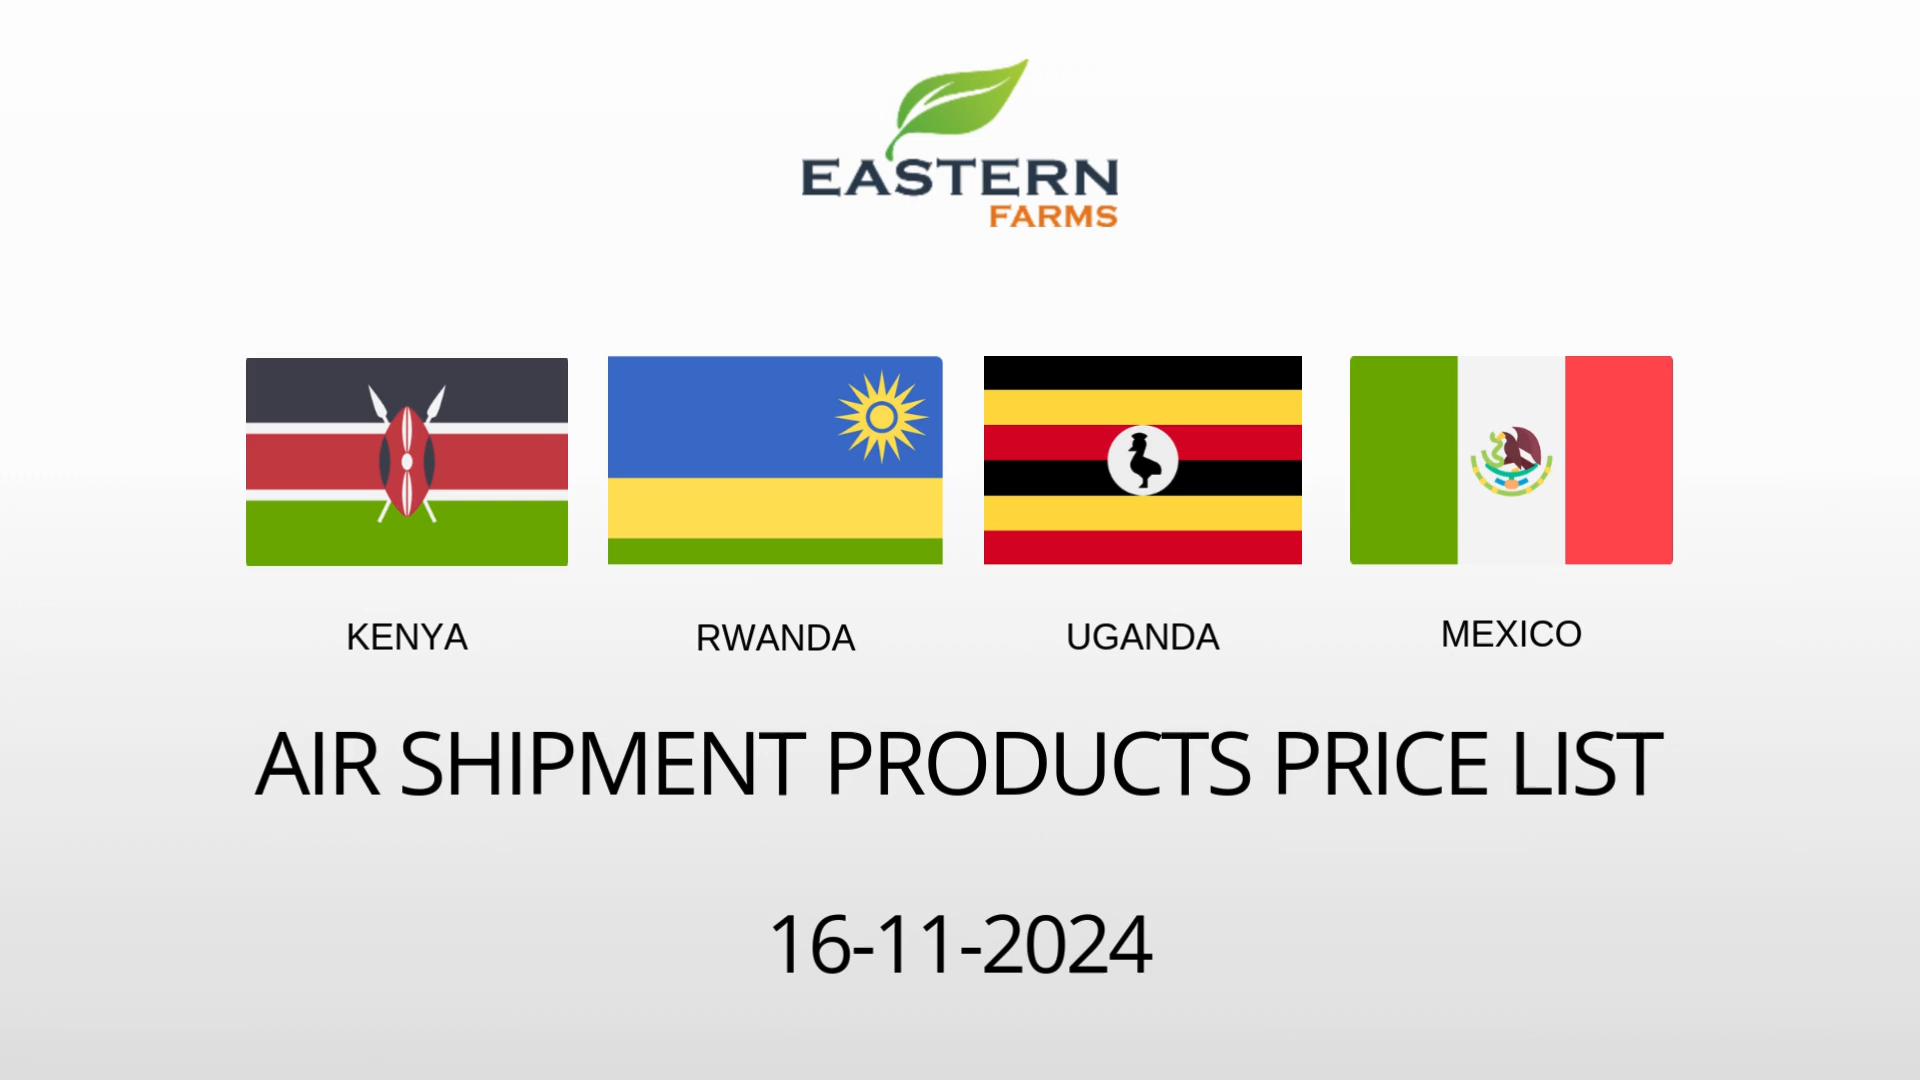 EASTERN
FARMS
KENYA
RWANDA
UGANDA
MEXICO
AIR SHIPMENT PRODUCTS PRICE LIST
16-11-2024